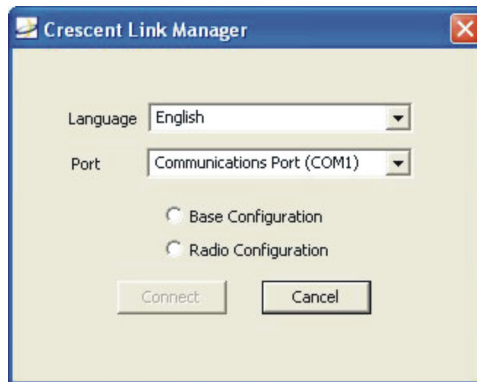 Crescent Link Manager
Language English
Port Communications Port (COM1)
Base Configuration
Radio Configuration
Connect Cancel